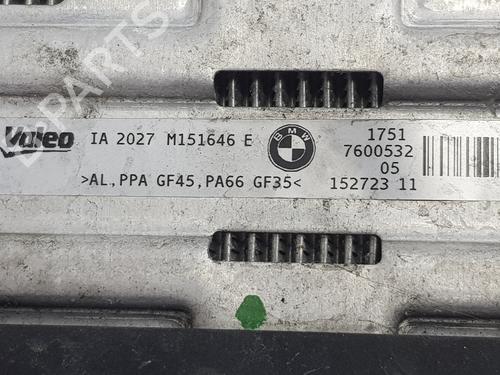 B-PARTS
Valeo
IA 2027 M151646 E
BMW
1751
7600532
05
>AL,PPA GF45,PA66 GF35<
152723 11